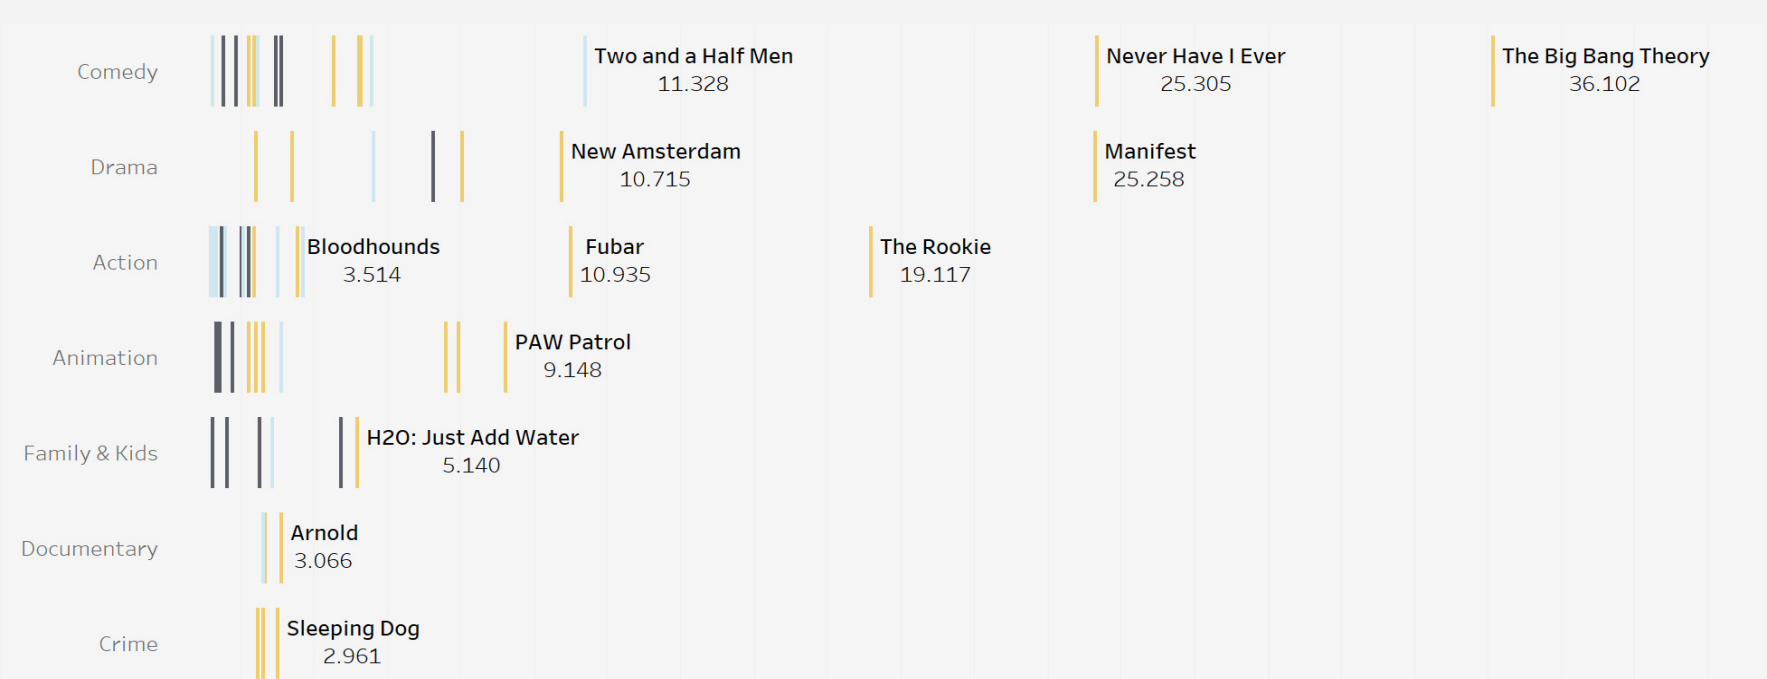 Comedy
Two and a Half Men
11.328
Never Have I Ever
25.305
The Big Bang Theory
36.102
Drama
New Amsterdam
10.715
Manifest
25.258
Action
Bloodhounds
3.514
Fubar
10.935
The Rookie
19.117
Animation
PAW Patrol
9.148
Family & Kids
H2O: Just Add Water
5.140
Documentary
Arnold
3.066
Crime
Sleeping Dog
2.961